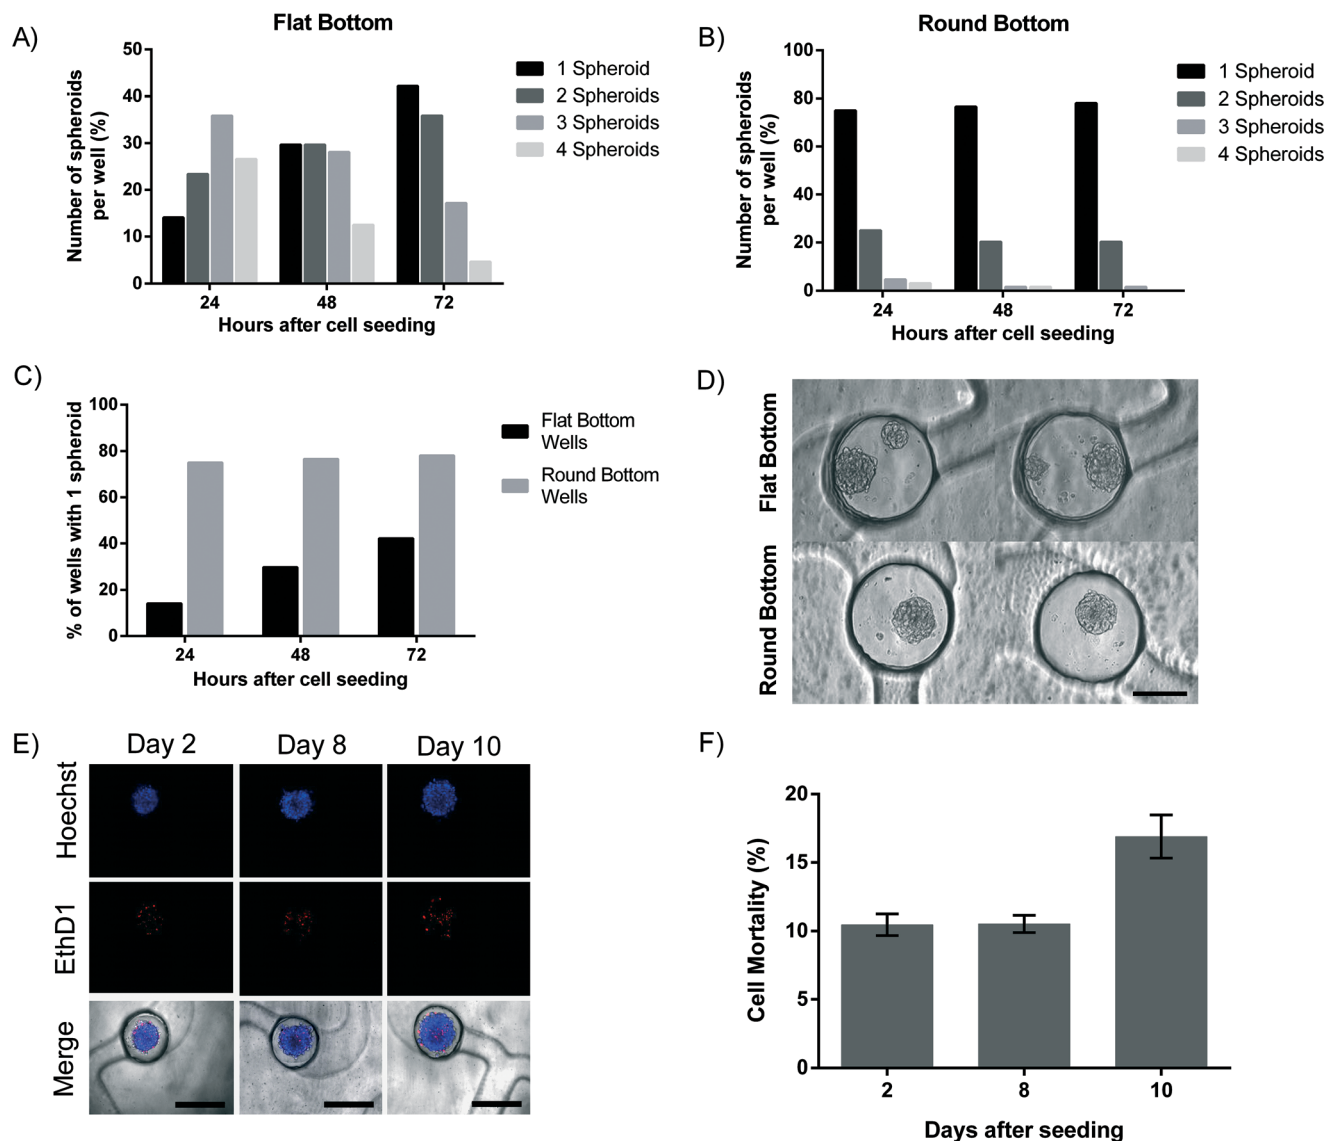 A)
Flat Bottom
Number of spheroids
per well (%)
50
40
30
20
10
0
24
48
72
Hours after cell seeding
1 Spheroid
2 Spheroids
3 Spheroids
4 Spheroids
B)
Round Bottom
Number of spheroids
per well (%)
100
80
60
40
20
0
24
48
72
Hours after cell seeding
1 Spheroid
2 Spheroids
3 Spheroids
4 Spheroids
C)
% of wells with 1 spheroid
100
80
60
40
20
0
24
48
72
Hours after cell seeding
Flat Bottom
Wells
Round Bottom
Wells
D)
Flat Bottom
Round Bottom
E)
Day 2
Day 8
Day 10
Hoechst
EthD1
Merge
F)
Cell Mortality (%)
20
15
10
5
0
2
8
10
Days after seeding